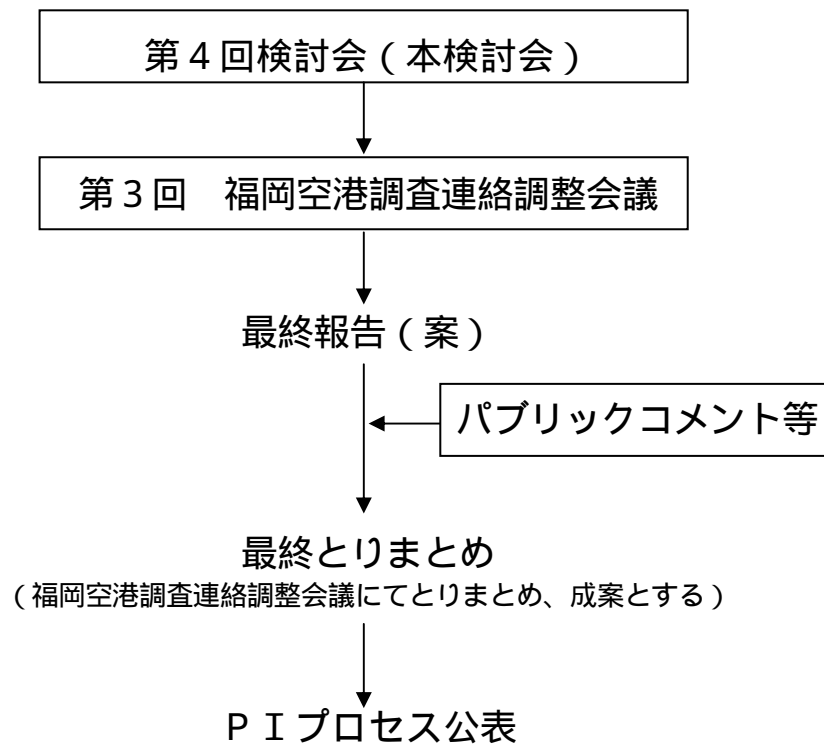 第４回検討会（本検討会）
第３回　福岡空港調査連絡調整会議
最終報告（案）
パブリックコメント等
最終とりまとめ
（福岡空港調査連絡調整会議にてとりまとめ、成案とする）
ＰＩプロセス公表